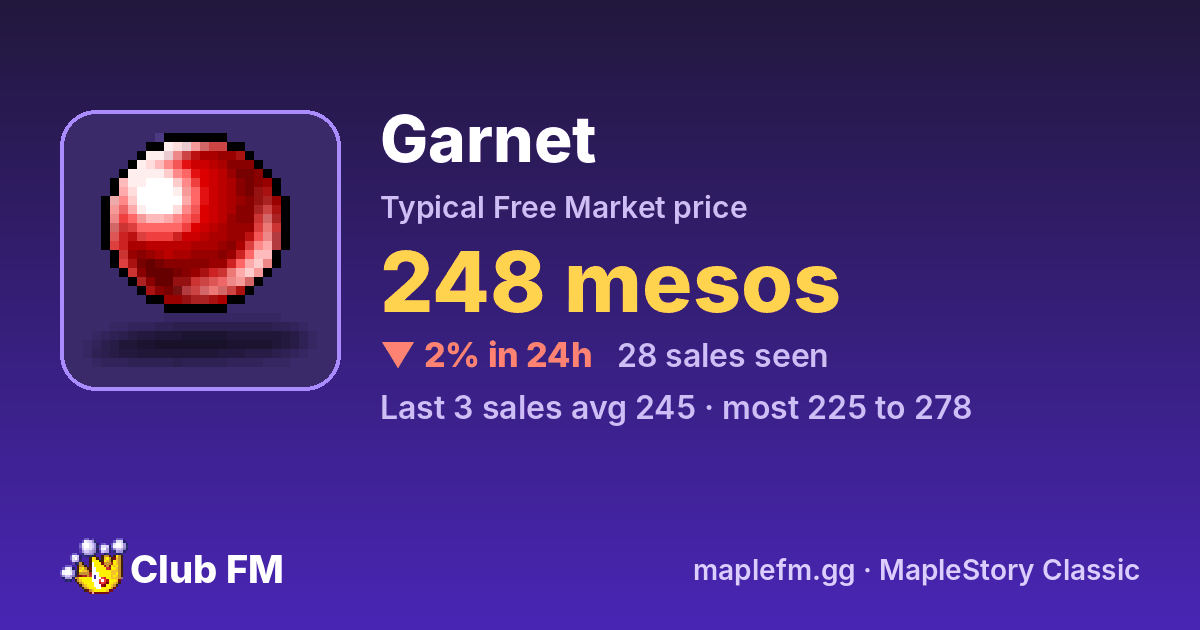 Garnet
Typical Free Market price
248 mesos
▼ 2% in 24h 28 sales seen
Last 3 sales avg 245 · most 225 to 278
Club FM
maplefm.gg · MapleStory Classic